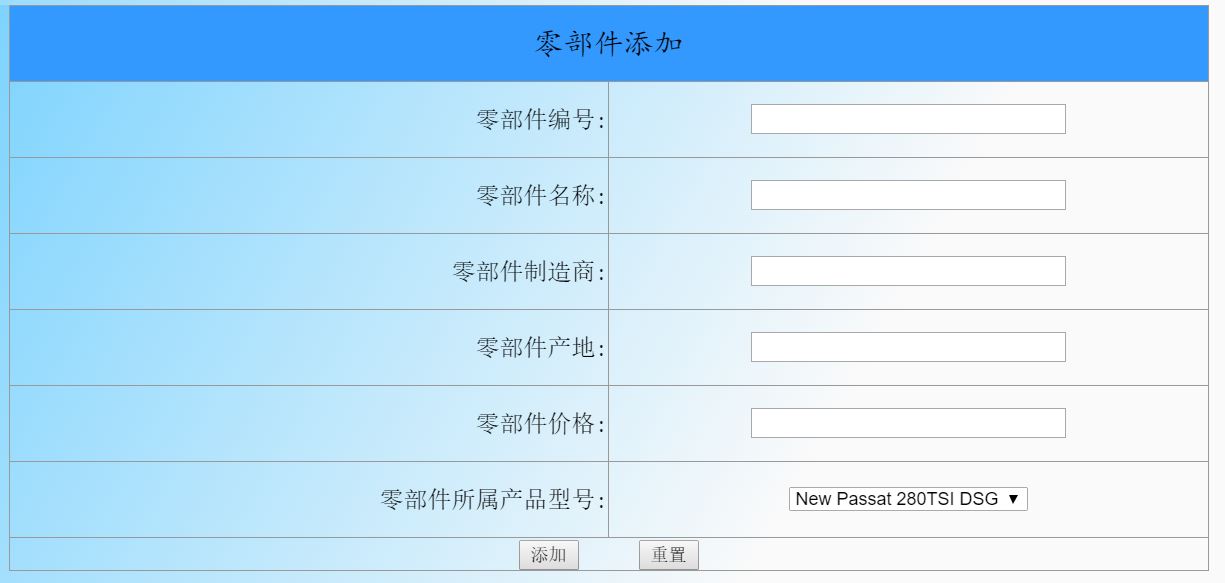 零部件添加
零部件编号:
零部件名称:
零部件制造商:
零部件产地:
零部件价格:
零部件所属产品型号: New Passat 280TSI DSG ▼
添加 重置